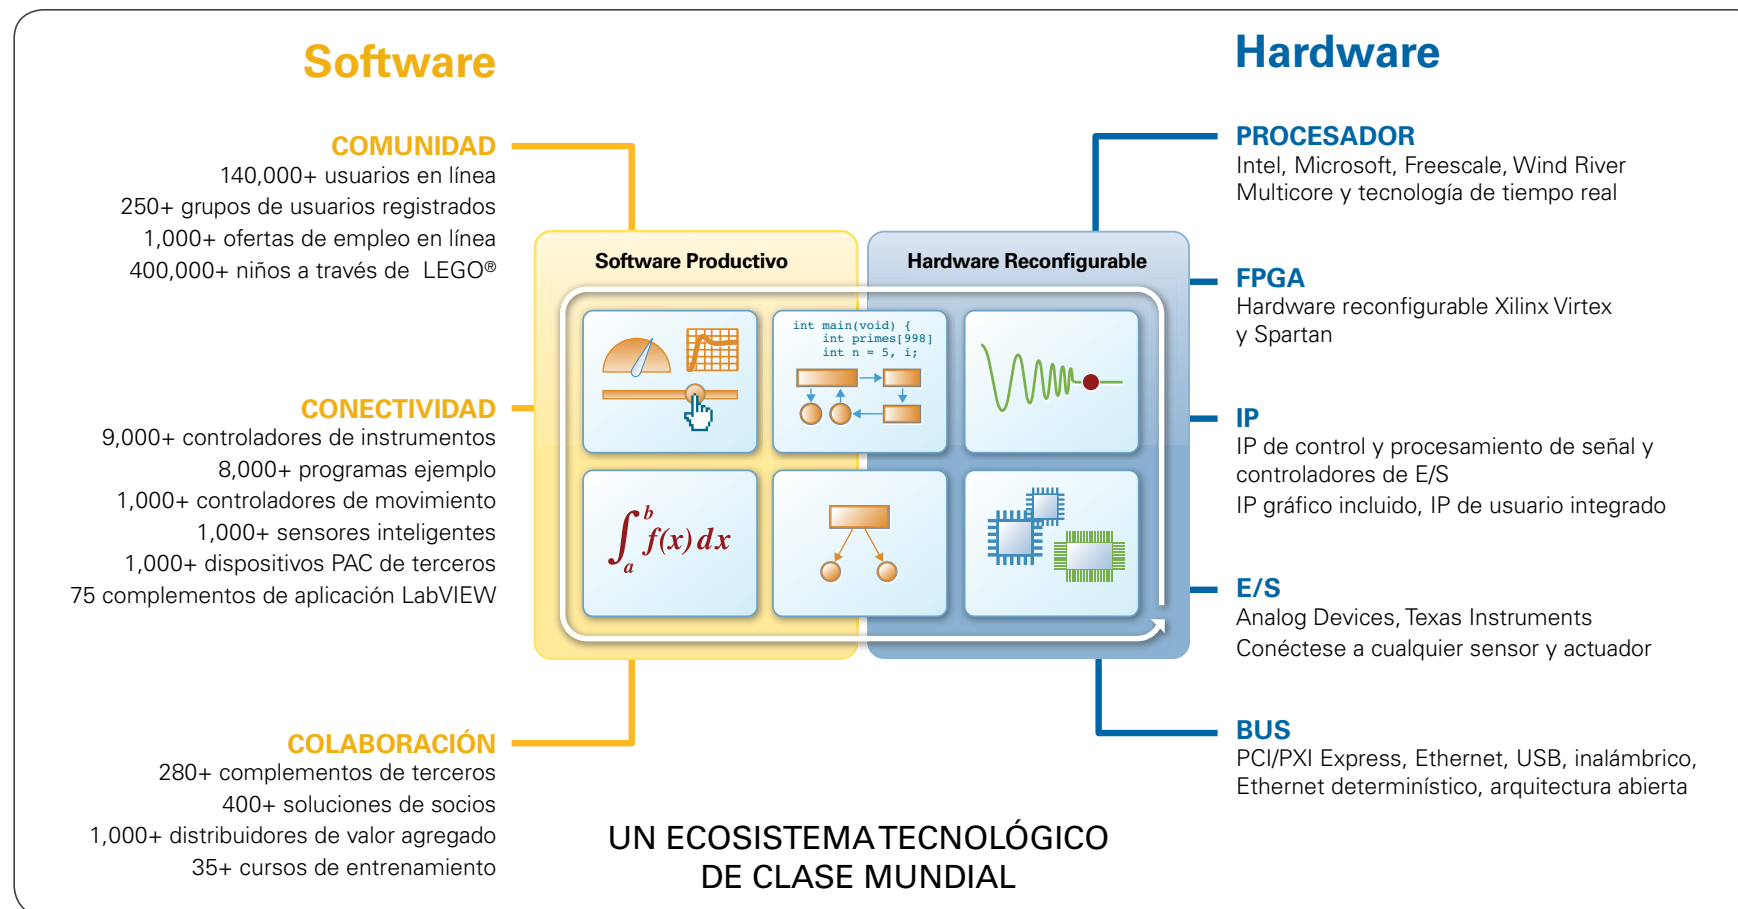 Software
COMUNIDAD
140,000+ usuarios en línea
250+ grupos de usuarios registrados
1,000+ ofertas de empleo en línea
400,000+ niños a través de LEGO®
CONECTIVIDAD
9,000+ controladores de instrumentos
8,000+ programas ejemplo
1,000+ controladores de movimiento
1,000+ sensores inteligentes
1,000+ dispositivos PAC de terceros
75 complementos de aplicación LabVIEW
COLABORACIÓN
280+ complementos de terceros
400+ soluciones de socios
1,000+ distribuidores de valor agregado
35+ cursos de entrenamiento
Software Productivo
Hardware Reconfigurable
int main(void) {
int primes[998]
int n = 5, i;
∫ₐᵇ f(x) dx
UN ECOSISTEMA TECNOLÓGICO
DE CLASE MUNDIAL
Hardware
PROCESADOR
Intel, Microsoft, Freescale, Wind River
Multicore y tecnología de tiempo real
FPGA
Hardware reconfigurable Xilinx Virtex
y Spartan
IP
IP de control y procesamiento de señal y
controladores de E/S
IP gráfico incluido, IP de usuario integrado
E/S
Analog Devices, Texas Instruments
Conéctese a cualquier sensor y actuador
BUS
PCI/PXI Express, Ethernet, USB, inalámbrico,
Ethernet determinístico, arquitectura abierta